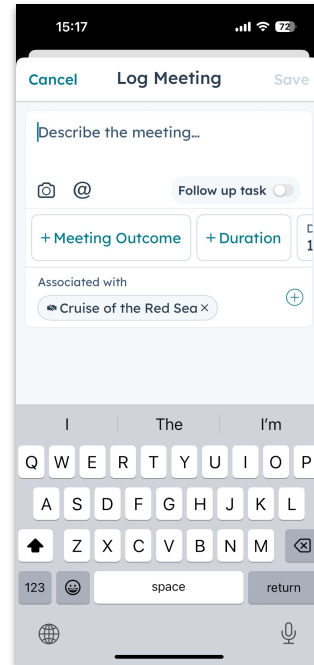 15:17 72
Cancel Log Meeting Save
Describe the meeting…
@ Follow up task
+ Meeting Outcome + Duration
Associated with
Cruise of the Red Sea ×
I The I'm
Q W E R T Y U I O P
A S D F G H J K L
Z X C V B N M
123 space return